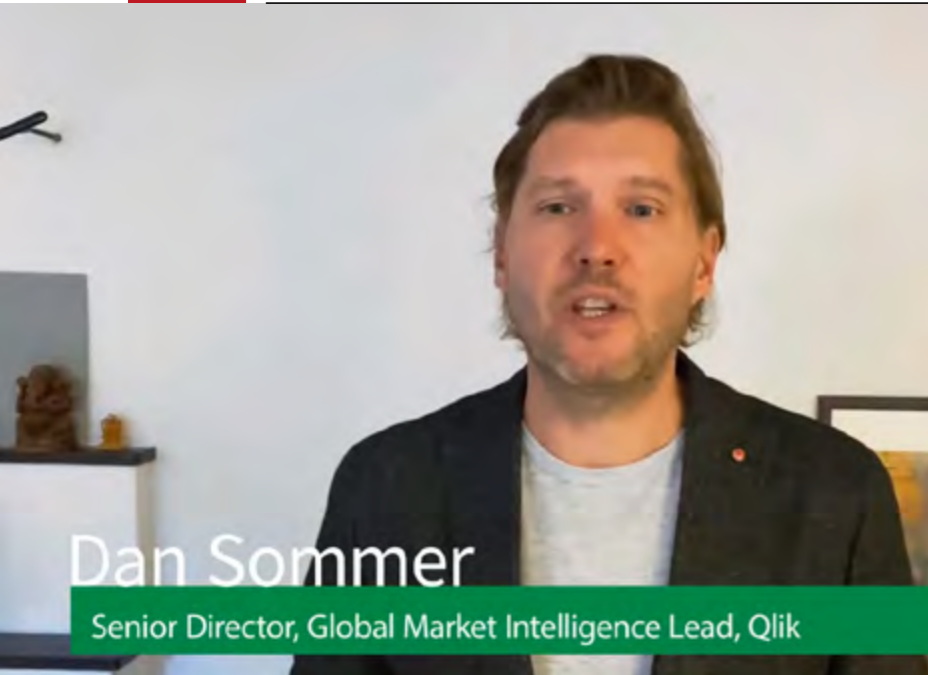 Dan Sommer
Senior Director, Global Market Intelligence Lead, Qlik